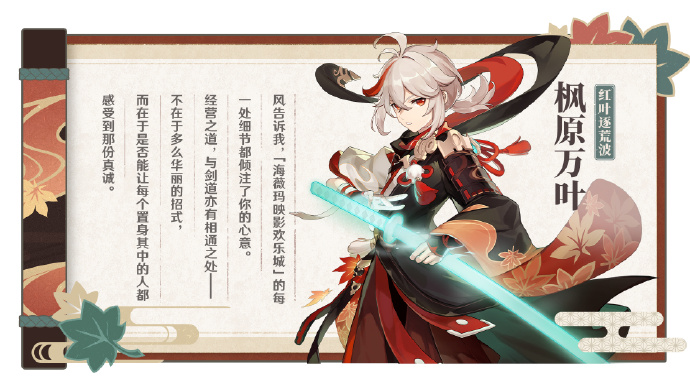 红叶逐荒波
枫原万叶
风告诉我，「海薇玛映影欢乐城」的每
一处细节都倾注了你的心意。
经营之道，与剑道亦有相通之处——
不在于多么华丽的招式，
而在于是否能让每个置身其中的人都
感受到那份真诚。